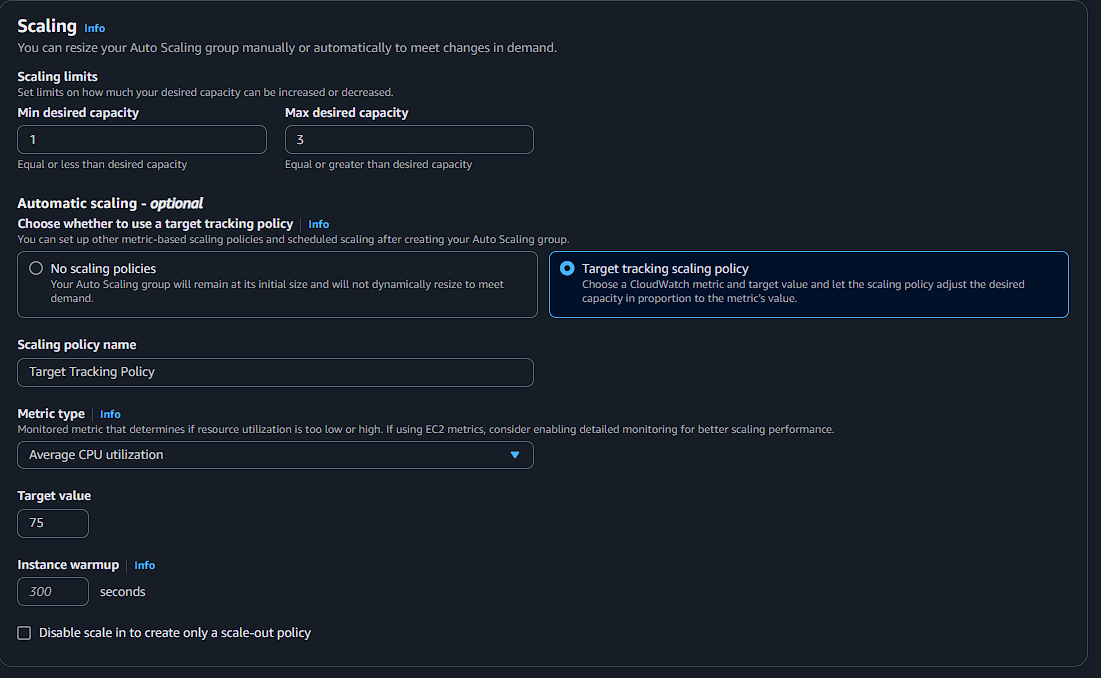 Scaling Info
You can resize your Auto Scaling group manually or automatically to meet changes in demand.
Scaling limits
Set limits on how much your desired capacity can be increased or decreased.
Min desired capacity
Max desired capacity
1
3
Equal or less than desired capacity
Equal or greater than desired capacity
Automatic scaling - optional
Choose whether to use a target tracking policy Info
You can set up other metric-based scaling policies and scheduled scaling after creating your Auto Scaling group.
No scaling policies
Your Auto Scaling group will remain at its initial size and will not dynamically resize to meet
demand.
Target tracking scaling policy
Choose a CloudWatch metric and target value and let the scaling policy adjust the desired
capacity in proportion to the metric's value.
Scaling policy name
Target Tracking Policy
Metric type Info
Monitored metric that determines if resource utilization is too low or high. If using EC2 metrics, consider enabling detailed monitoring for better scaling performance.
Average CPU utilization
Target value
75
Instance warmup Info
300 seconds
Disable scale in to create only a scale-out policy